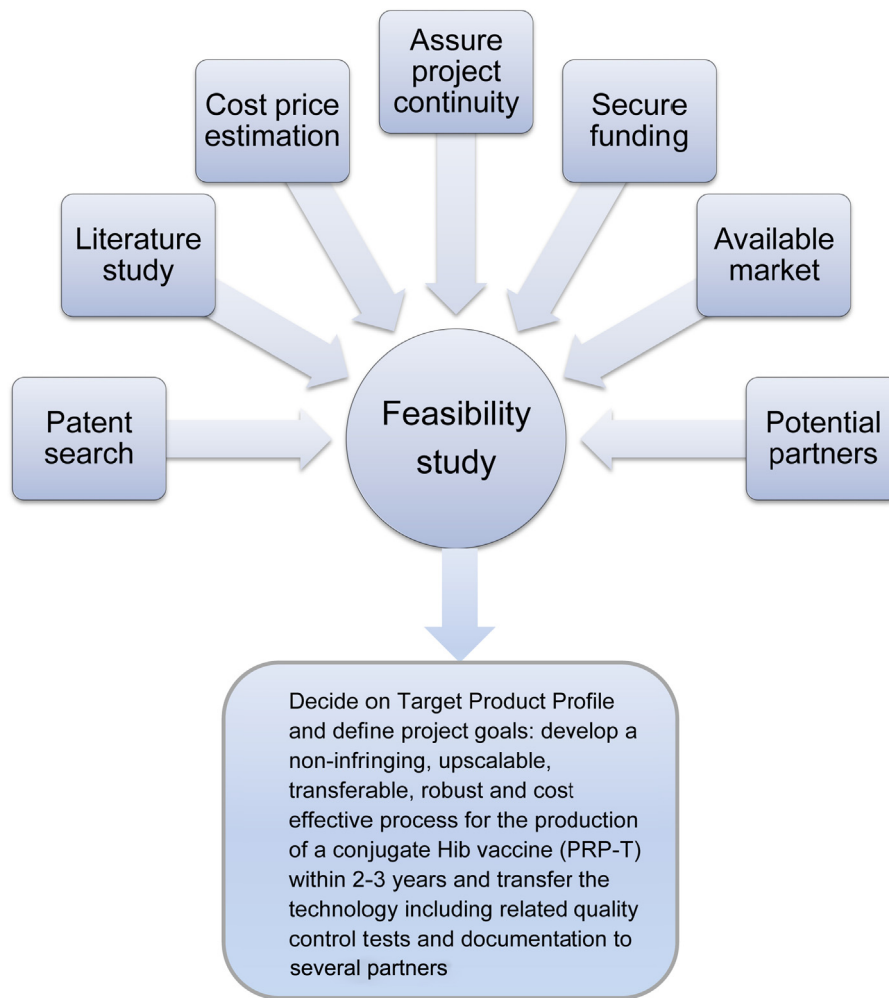 Assure
project
continuity
Cost price
estimation
Secure
funding
Literature
study
Available
market
Patent
search
Feasibility
study
Potential
partners
Decide on Target Product Profile
and define project goals: develop a
non-infringing, upscalable,
transferable, robust and cost
effective process for the production
of a conjugate Hib vaccine (PRP-T)
within 2-3 years and transfer the
technology including related quality
control tests and documentation to
several partners